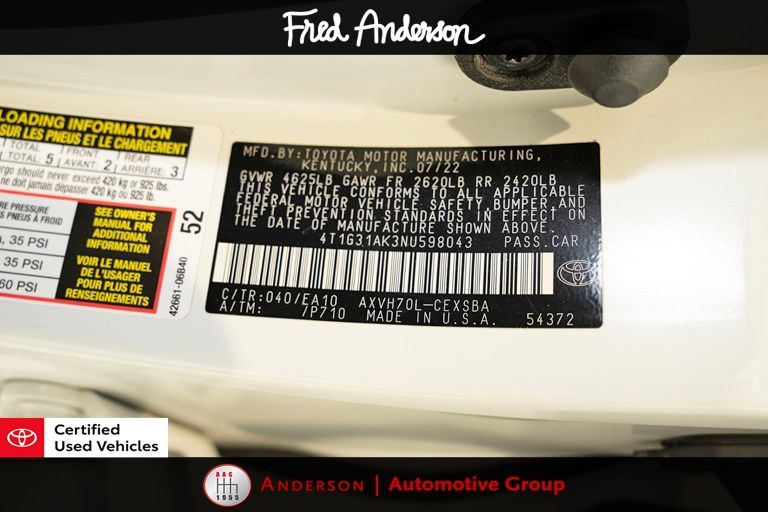 Fred Anderson
LOADING INFORMATION
SUR LES PNEUS ET LE CHARGEMENT
TOTAL: 5 FRONT AVANT: 2 REAR ARRIÈRE: 3
rgo should never exceed 420 kg or 925 lbs.
ne doit jamais dépasser 420 kg or 925 lb.
RE PRESSURE
PNEUS À FROID
35 PSI
35 PSI
60 PSI
SEE OWNER'S
MANUAL FOR
ADDITIONAL
INFORMATION
VOIR LE MANUEL
DE L'USAGER
POUR PLUS DE
RENSEIGNEMENTS
52
42661-06B40
MFD.BY:TOYOTA MOTOR MANUFACTURING,
KENTUCKY, INC. 07/22
GVWR 4625LB GAWR FR 2620LB RR 2420LB
THIS VEHICLE CONFORMS TO ALL APPLICABLE
FEDERAL MOTOR VEHICLE SAFETY,BUMPER,AND
THEFT PREVENTION STANDARDS IN EFFECT ON
THE DATE OF MANUFACTURE SHOWN ABOVE.
4T1G31AK3NU598043 PASS.CAR
C/TR:040/EA10 AXVH70L-CEXSBA
A/TM: 7P710 MADE IN U.S.A. 54372
Certified
Used Vehicles
AAG
1955
ANDERSON | Automotive Group